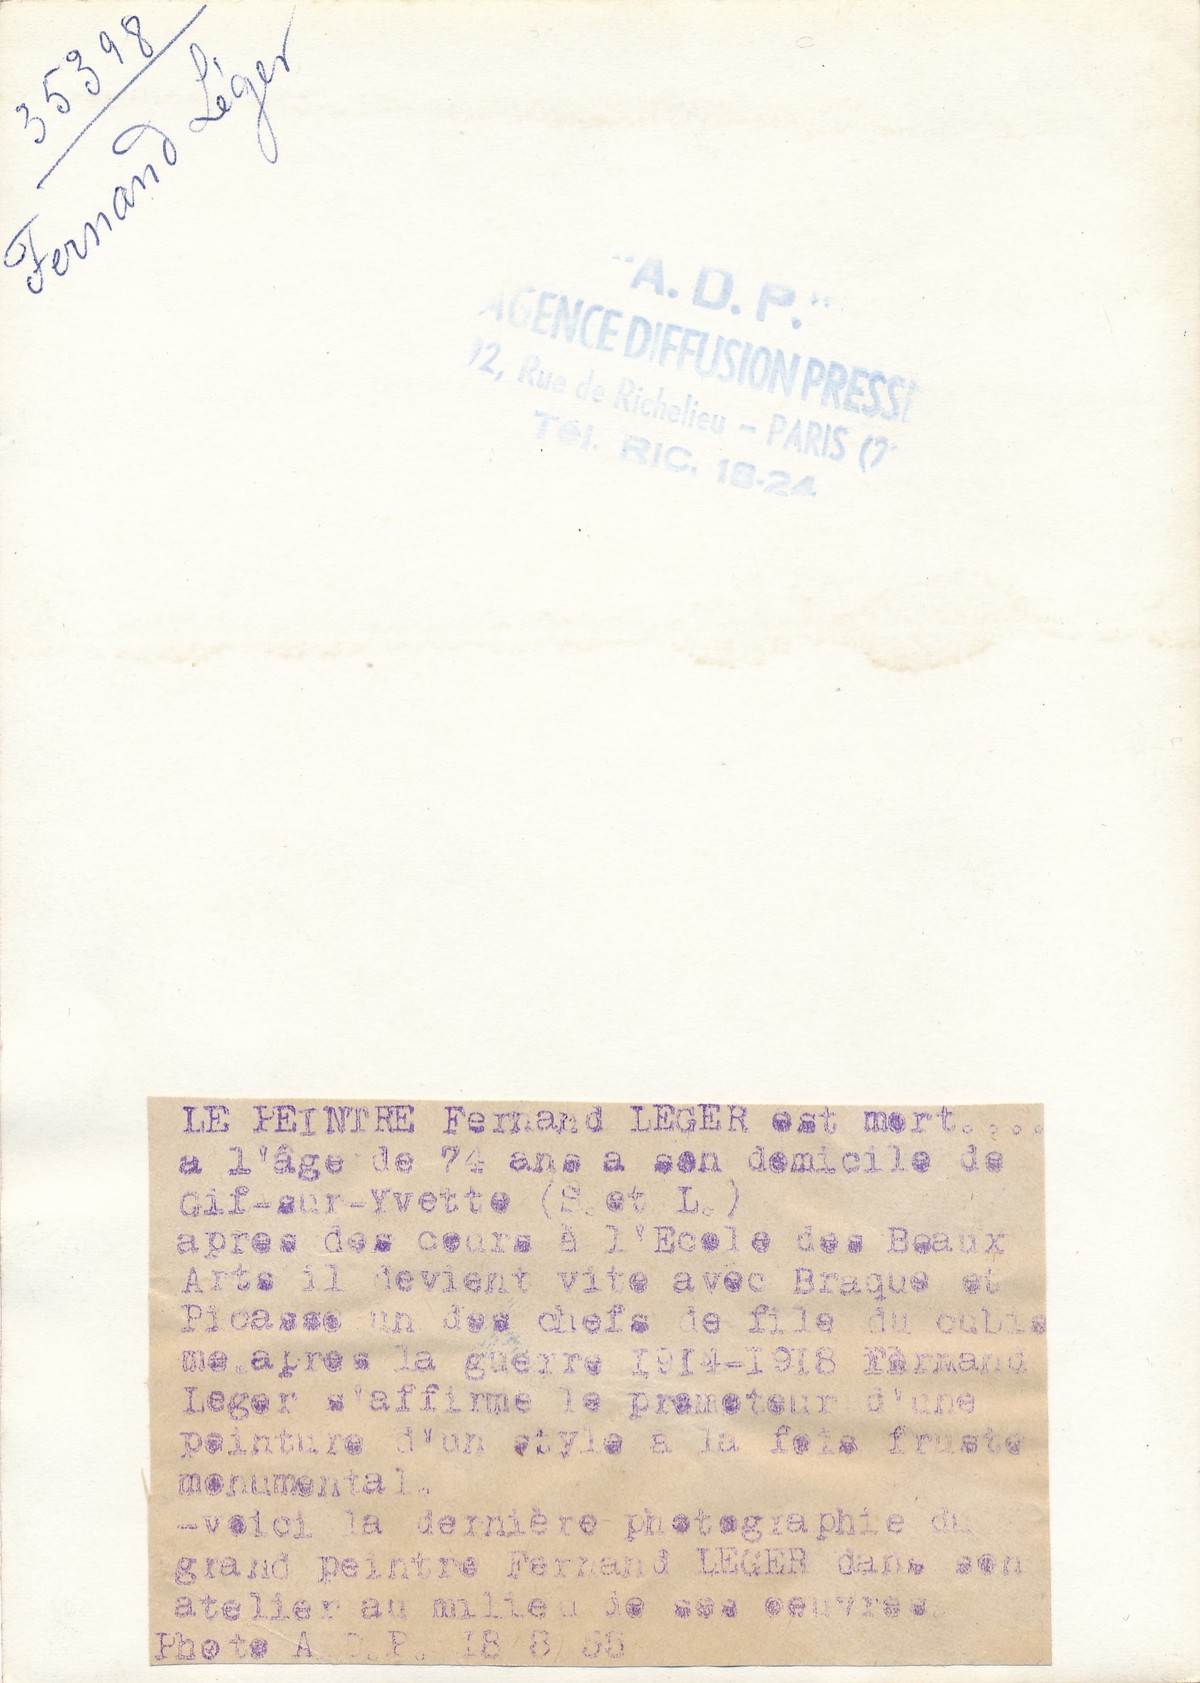 35398
Fernand Léger
"A. D. P."
AGENCE DIFFUSION PRESSE
92, Rue de Richelieu - PARIS (2
Tél. RIC. 18-24
LE PEINTRE Fernand LEGER est mort....
a l'âge de 74 ans a son domicile de
Gif-sur-Yvette (S.et L.)
apres des cours à l'Ecole des Beaux
Arts il devient vite avec Braque et
Picasso un des chefs de file du cubis
me.apres la guerre 1914-1918 Fernand
Leger s'affirme le promoteur d'une
peinture d'un style a la fois fruste
monumental.
-voici la dernière photographie du
grand peintre Fernand LEGER dans son
atelier au milieu de ses oeuvres.
Photo A.D.P. 18/8/55